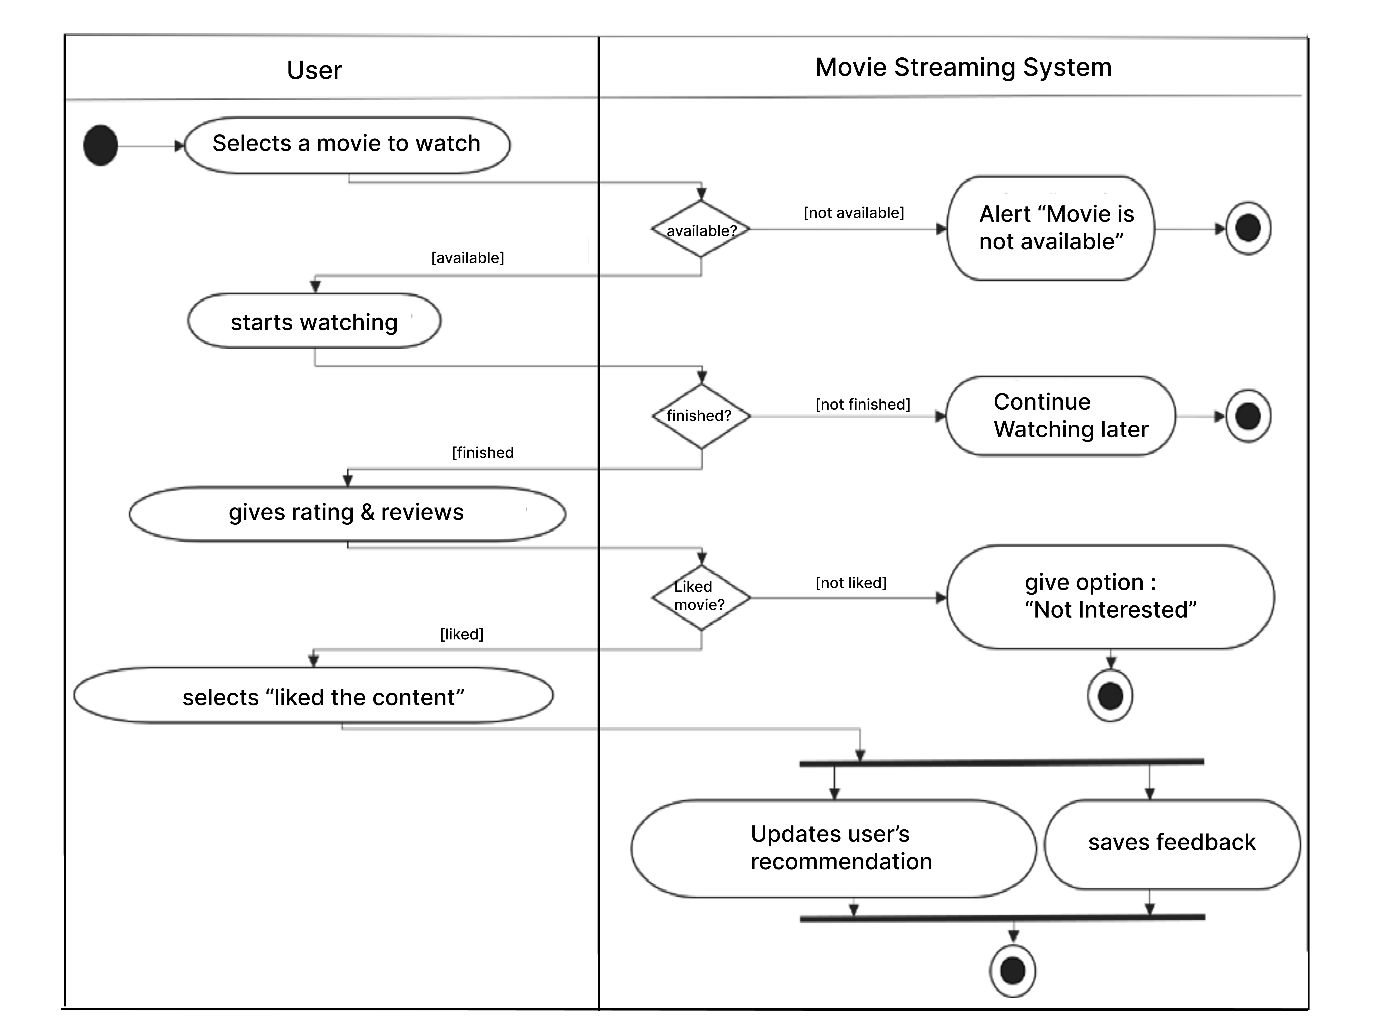 User
Movie Streaming System
Selects a movie to watch
available?
[not available]
Alert “Movie is
not available”
[available]
starts watching
finished?
[not finished]
Continue
Watching later
[finished
gives rating & reviews
Liked
movie?
[not liked]
give option :
“Not Interested”
[liked]
selects “liked the content”
Updates user’s
recommendation
saves feedback